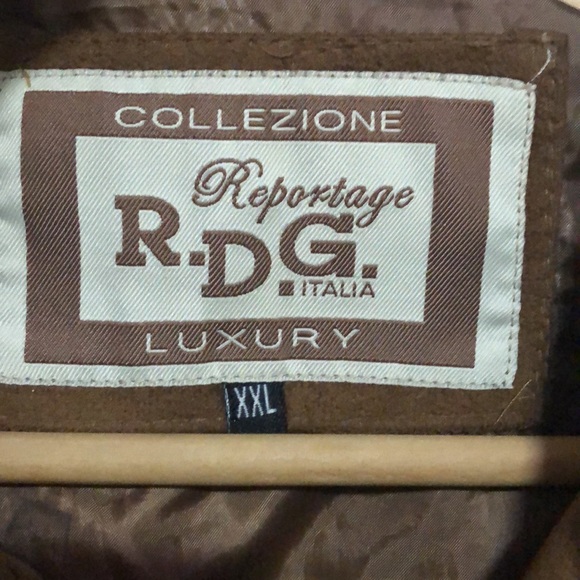 COLLEZIONE
Reportage
R.D.G.
ITALIA
LUXURY
XXL